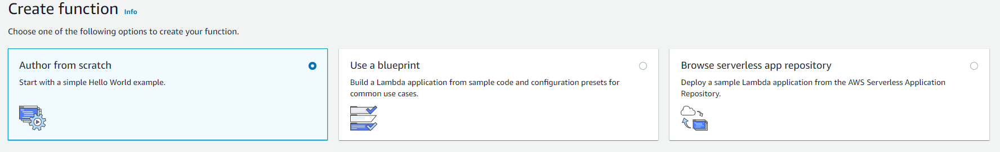 Create function Info
Choose one of the following options to create your function.
Author from scratch
Start with a simple Hello World example.
Use a blueprint
Build a Lambda application from sample code and configuration presets for
common use cases.
Browse serverless app repository
Deploy a sample Lambda application from the AWS Serverless Application
Repository.